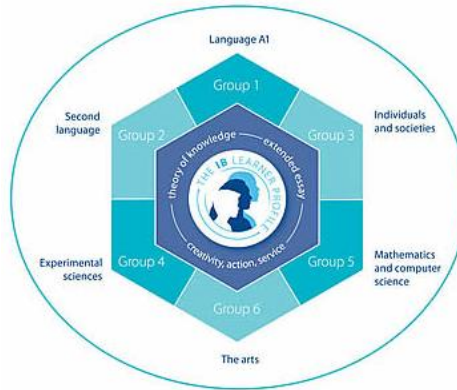 Language A1
Group 1
Second
language
Group 2
Individuals
and societies
Group 3
theory of knowledge
extended essay
THE IB LEARNER PROFILE
creativity, action, service
Experimental
sciences
Group 4
Mathematics
and computer
science
Group 5
Group 6
The arts